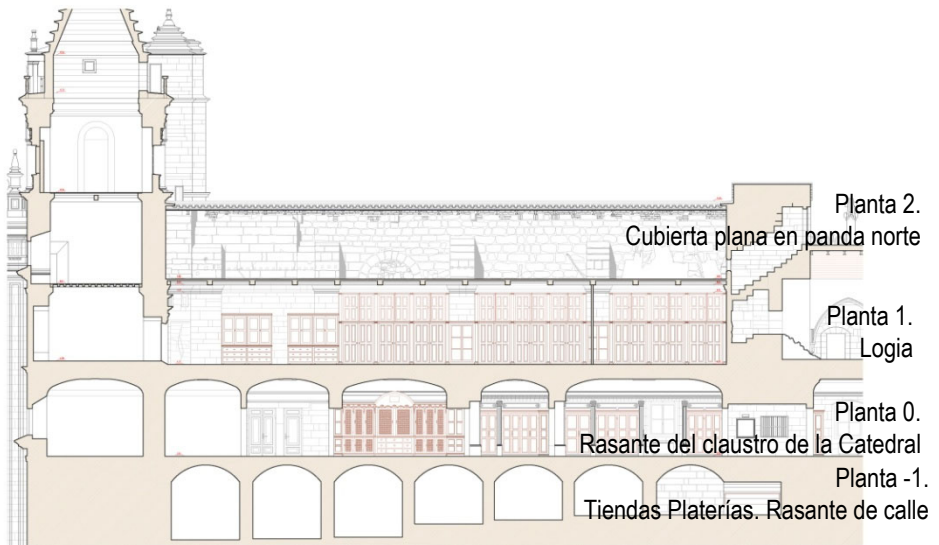 Planta 2.
Cubierta plana en panda norte
Planta 1.
Logia
Planta 0.
Rasante del claustro de la Catedral
Planta -1.
Tiendas Platerías. Rasante de calle